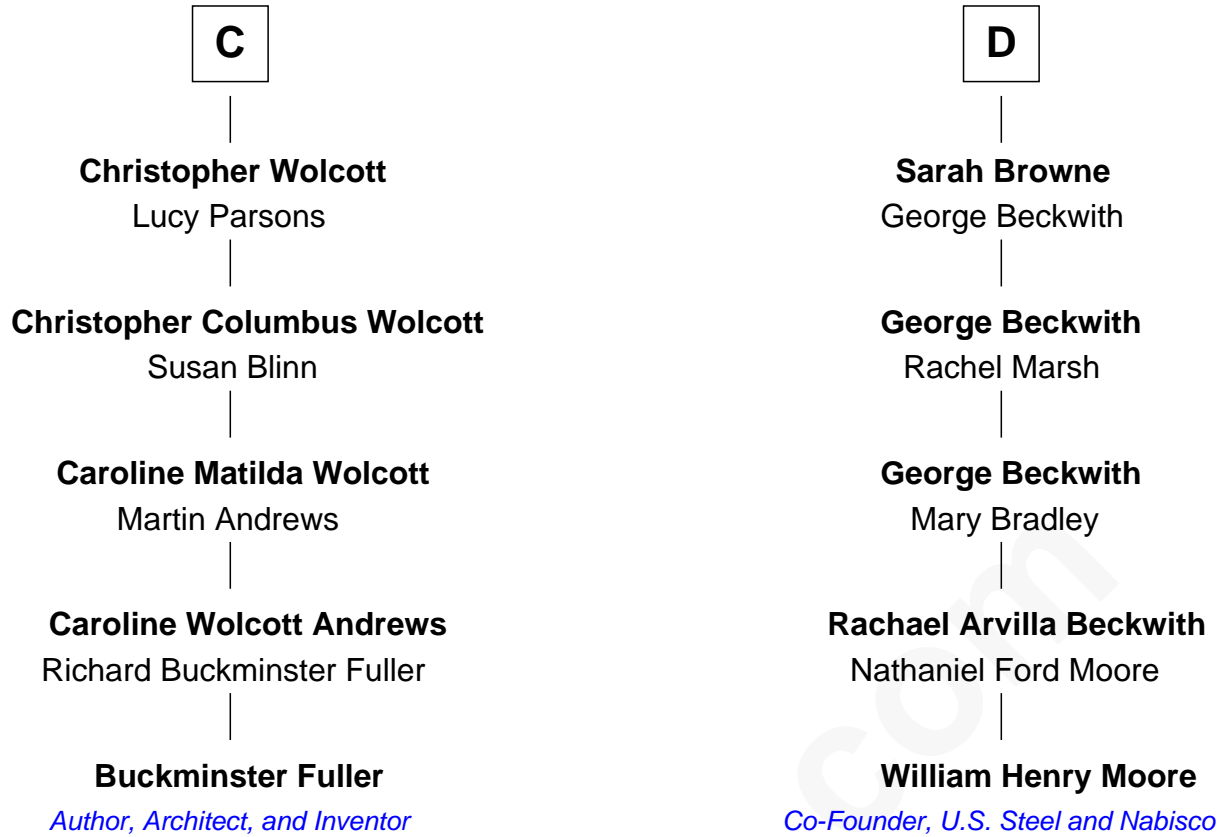 C
Christopher Wolcott
Lucy Parsons
Christopher Columbus Wolcott
Susan Blinn
Caroline Matilda Wolcott
Martin Andrews
Caroline Wolcott Andrews
Richard Buckminster Fuller
Buckminster Fuller
Author, Architect, and Inventor
D
Sarah Browne
George Beckwith
George Beckwith
Rachel Marsh
George Beckwith
Mary Bradley
Rachael Arvilla Beckwith
Nathaniel Ford Moore
William Henry Moore
Co-Founder, U.S. Steel and Nabisco
com